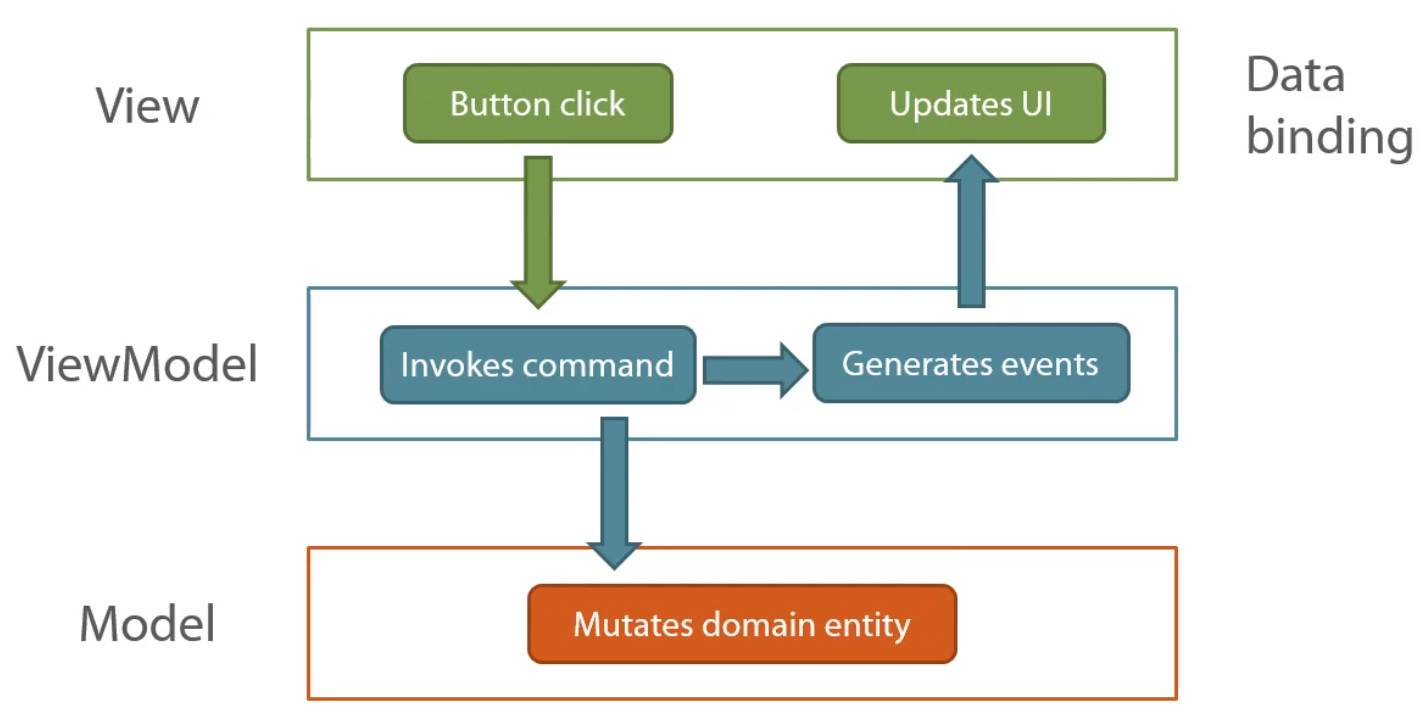 View
Button click
Updates UI
Data
binding
ViewModel
Invokes command
Generates events
Model
Mutates domain entity